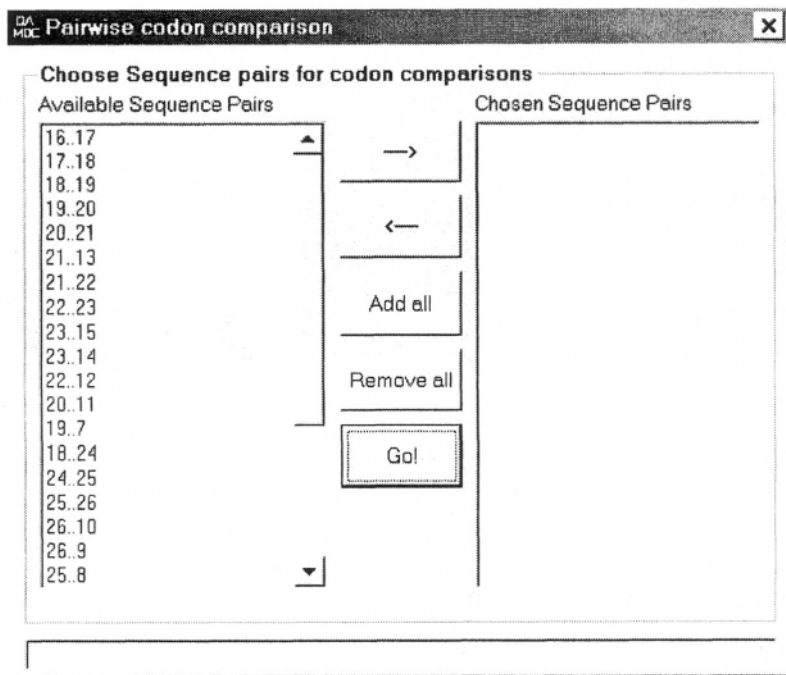 DA
MDC Pairwise codon comparison
Choose Sequence pairs for codon comparisons
Available Sequence Pairs
Chosen Sequence Pairs
16..17
17..18
18..19
19..20
20..21
21..13
21..22
22..23
23..15
23..14
22..12
20..11
19..7
18..24
24..25
25..26
26..10
26..9
25..8
—>
<—
Add all
Remove all
Go!